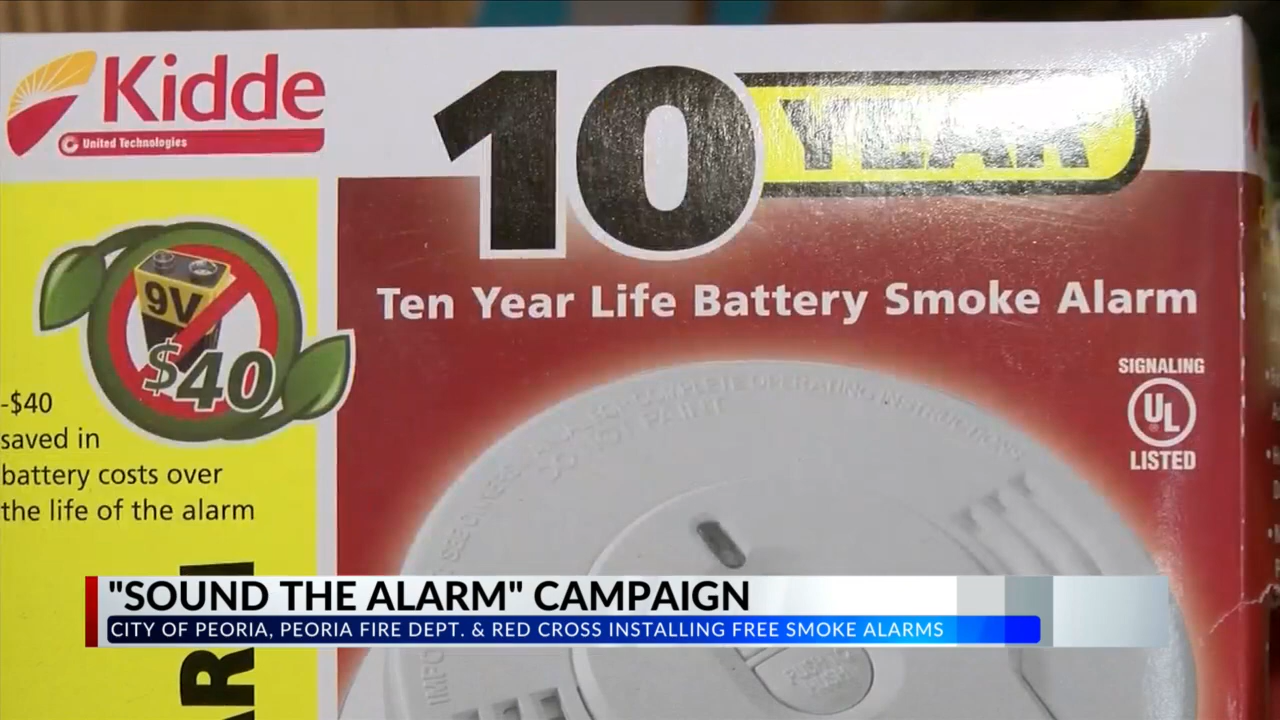 Kidde
United Technologies
10 YEAR
Ten Year Life Battery Smoke Alarm
9V
$40
-$40
saved in
battery costs over
the life of the alarm
SIGNALING
UL
LISTED
"SOUND THE ALARM" CAMPAIGN
CITY OF PEORIA, PEORIA FIRE DEPT. & RED CROSS INSTALLING FREE SMOKE ALARMS